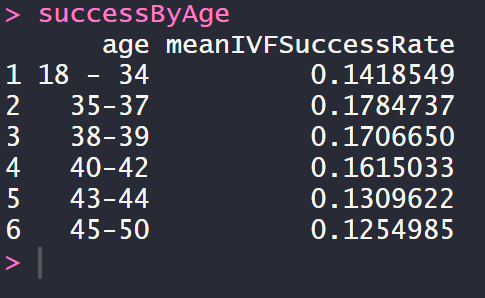 > successByAge
age meanIVFSuccessRate
1 18 - 34 0.1418549
2 35-37 0.1784737
3 38-39 0.1706650
4 40-42 0.1615033
5 43-44 0.1309622
6 45-50 0.1254985
>